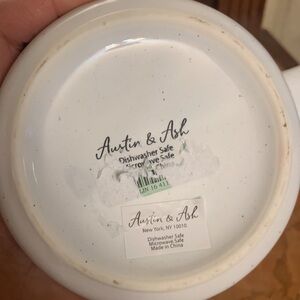 Austin & Ash
Dishwasher Safe
Microwave Safe
China
Austin & Ash
New York, NY 10010
Dishwasher Safe
Microwave Safe
Made in China